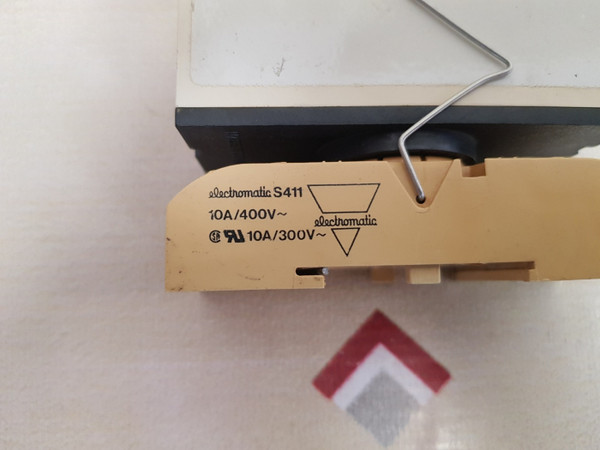 electromatic S411
10A/400V~
electromatic
10A/300V~